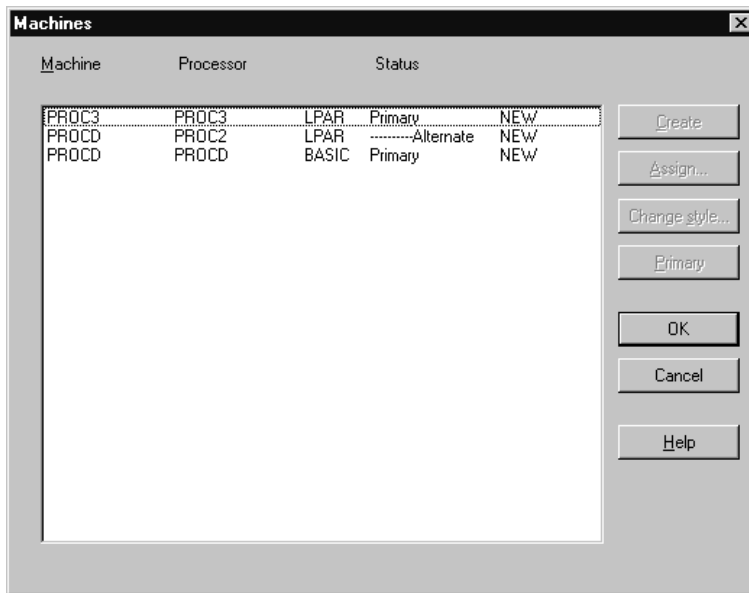 Machines
Machine Processor Status
PROC3 PROC3 LPAR Primary NEW
PROCD PROC2 LPAR ---------Alternate NEW
PROCD PROCD BASIC Primary NEW
Create
Assign...
Change style...
Primary
OK
Cancel
Help